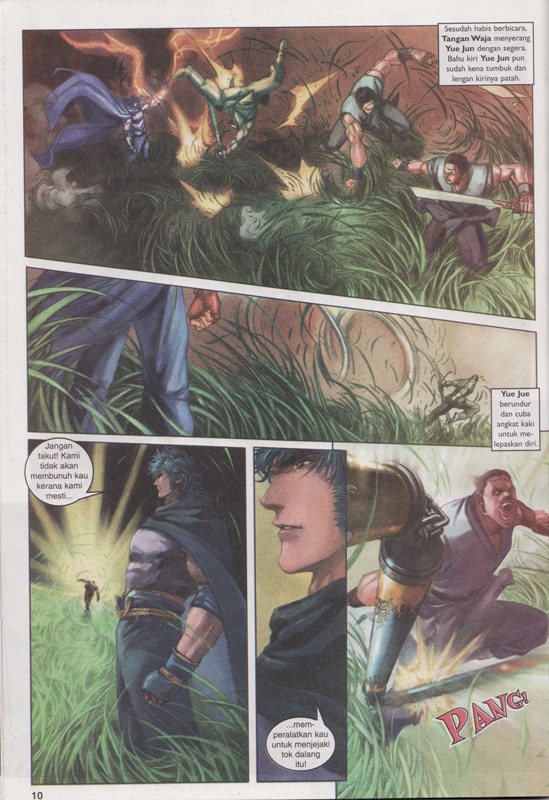 Sesudah habis berbicara,
Tangan Waja menyerang
Yue Jun dengan segera.
Bahu kiri Yue Jun pun
sudah kena tumbuk dan
lengan kirinya patah.
Yue Jue
berundur
dan cuba
angkat kaki
untuk me-
lepaskan diri.
Jangan
takut! Kami
tidak akan
membunuh kau
kerana kami
mesti...
...mem-
peralatkan kau
untuk menjejaki
tok dalang
itu!
PANG!
10